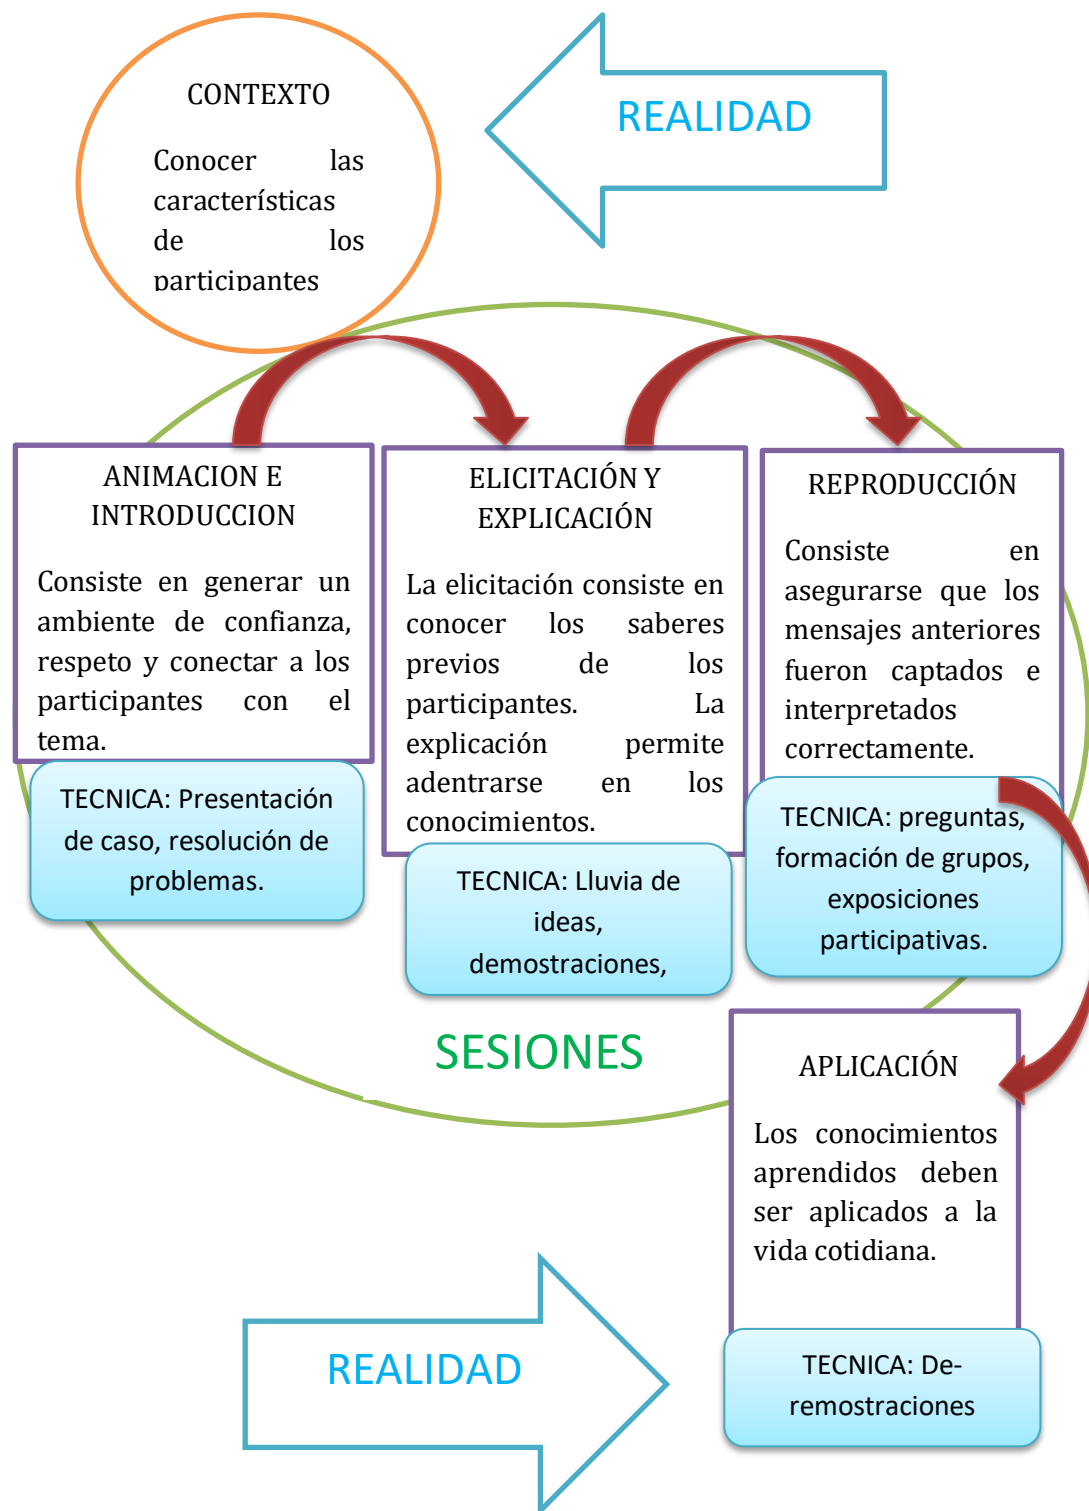 CONTEXTO
Conocer las
características
de los
participantes
REALIDAD
ANIMACION E
INTRODUCCION
Consiste en generar un
ambiente de confianza,
respeto y conectar a los
participantes con el
tema.
TECNICA: Presentación
de caso, resolución de
problemas.
ELICITACIÓN Y
EXPLICACIÓN
La elicitación consiste en
conocer los saberes
previos de los
participantes. La
explicación permite
adentrarse en los
conocimientos.
TECNICA: Lluvia de
ideas,
demostraciones,
REPRODUCCIÓN
Consiste en
asegurarse que los
mensajes anteriores
fueron captados e
interpretados
correctamente.
TECNICA: preguntas,
formación de grupos,
exposiciones
participativas.
SESIONES
APLICACIÓN
Los conocimientos
aprendidos deben
ser aplicados a la
vida cotidiana.
TECNICA: De-
remostraciones
REALIDAD